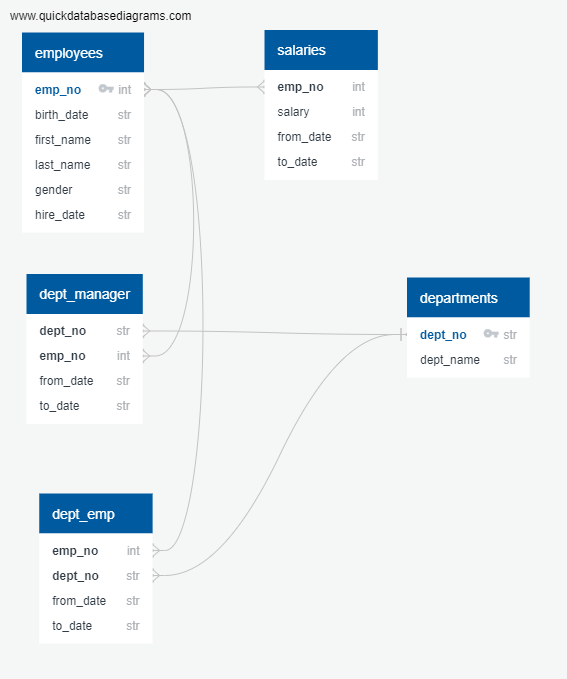 www.quickdatabasediagrams.com
employees
emp_no int
birth_date str
first_name str
last_name str
gender str
hire_date str
salaries
emp_no int
salary int
from_date str
to_date str
dept_manager
dept_no str
emp_no int
from_date str
to_date str
departments
dept_no str
dept_name str
dept_emp
emp_no int
dept_no str
from_date str
to_date str